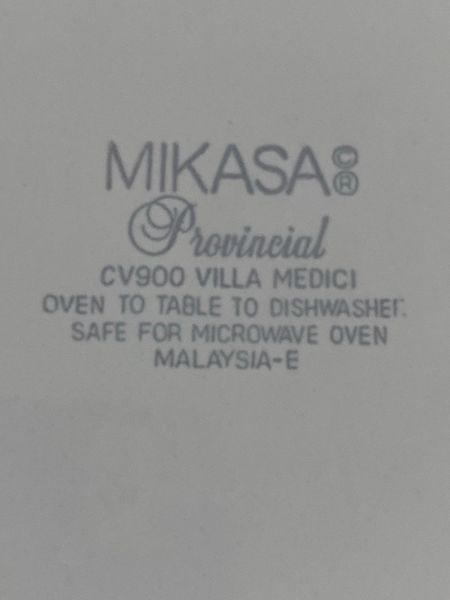 MIKASA©®
Provincial
CV900 VILLA MEDICI
OVEN TO TABLE TO DISHWASHER
SAFE FOR MICROWAVE OVEN
MALAYSIA-E